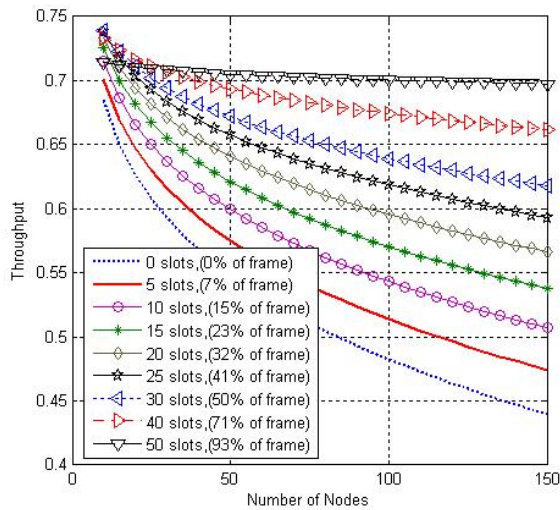 0.75
0.7
0.65
0.6
0.55
0.5
0.45
0.4
Throughput
0 slots,(0% of frame)
5 slots,(7% of frame)
10 slots,(15% of frame)
15 slots,(23% of frame)
20 slots,(32% of frame)
25 slots,(41% of frame)
30 slots,(50% of frame)
40 slots,(71% of frame)
50 slots,(93% of frame)
0 50 100 150
Number of Nodes